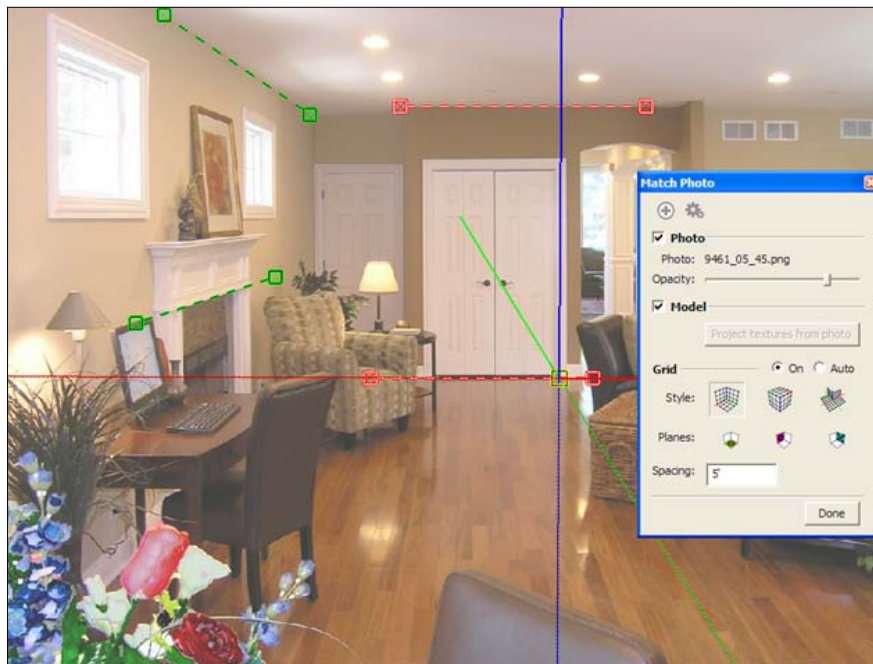 Match Photo
Photo
Photo: 9461_05_45.png
Opacity:
Model
Project textures from photo
Grid On Auto
Style:
Planes:
Spacing: 5'
Done